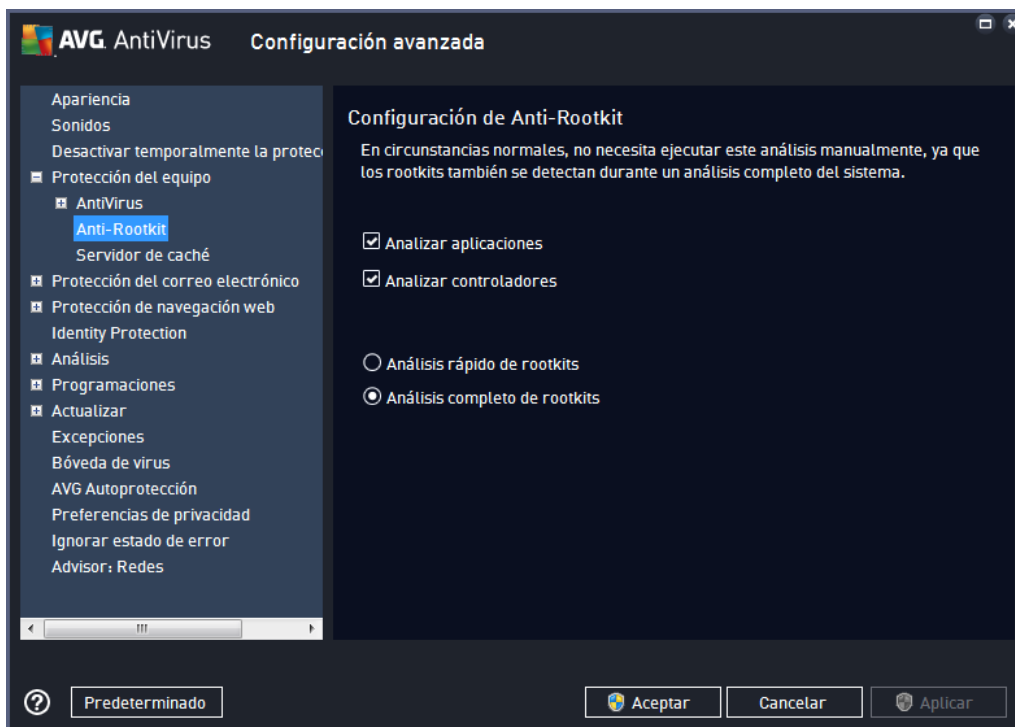 AVG AntiVirus Configuración avanzada
Apariencia
Sonidos
Desactivar temporalmente la protec
Protección del equipo
AntiVirus
Anti-Rootkit
Servidor de caché
Protección del correo electrónico
Protección de navegación web
Identity Protection
Análisis
Programaciones
Actualizar
Excepciones
Bóveda de virus
AVG Autoprotección
Preferencias de privacidad
Ignorar estado de error
Advisor: Redes
Configuración de Anti-Rootkit
En circunstancias normales, no necesita ejecutar este análisis manualmente, ya que
los rootkits también se detectan durante un análisis completo del sistema.
Analizar aplicaciones
Analizar controladores
Análisis rápido de rootkits
Análisis completo de rootkits
Predeterminado
Aceptar
Cancelar
Aplicar